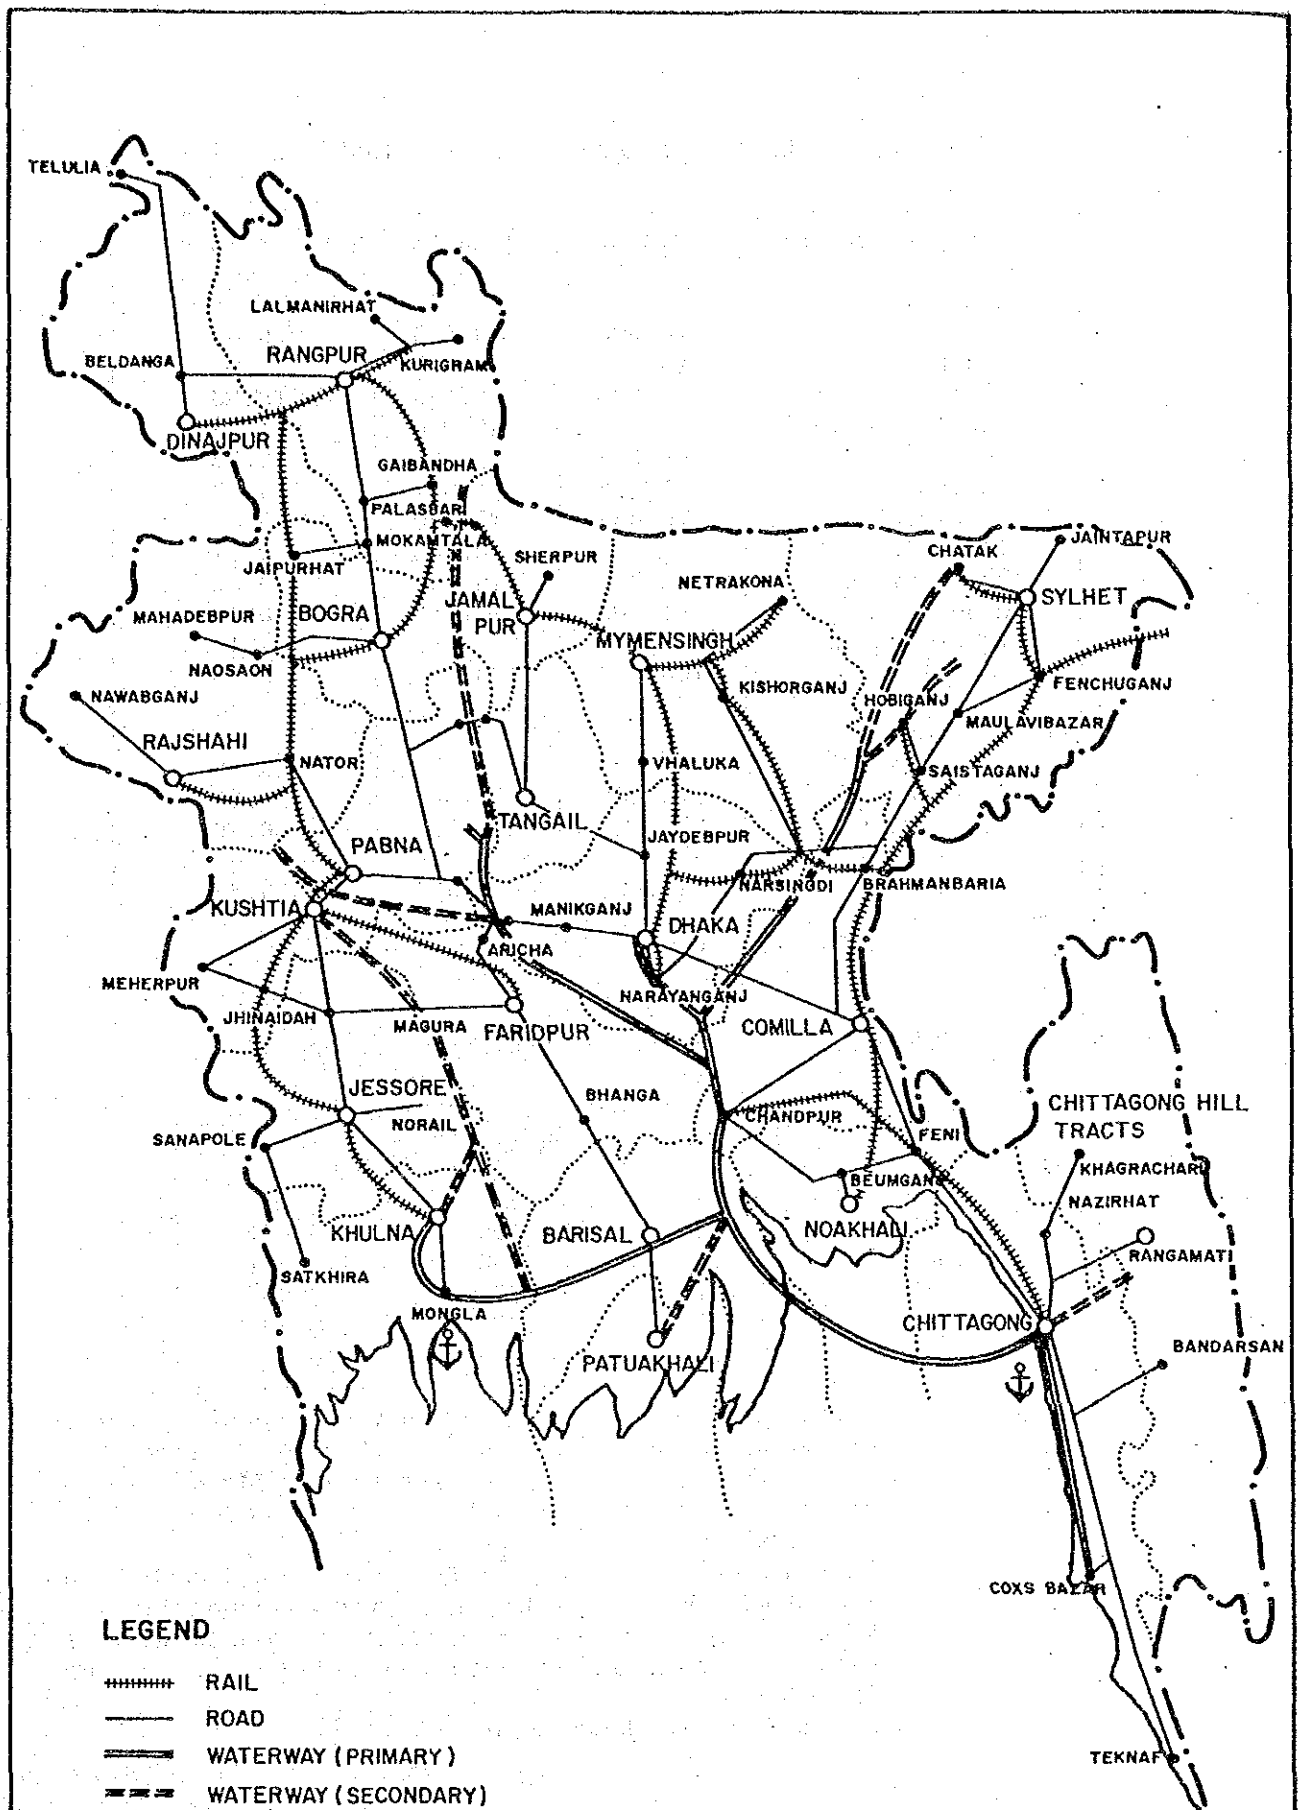 TELULIA
LALMANIRHAT
RANGPUR
KURIGRAM
BELDANGA
DINAJPUR
GAIBANDHA
PALASBARI
MOKAMTALA
JAIPURHAT
SHERPUR
NETRAKONA
CHATAK
JAINTAPUR
SYLHET
MAHADEBPUR
BOGRA
JAMAL
PUR
MYMENSINGH
NAOSAON
KISHORGANJ
FENCHUGANJ
NAWABGANJ
HOBIGANJ
MAULAVIBAZAR
RAJSHAHI
NATOR
VHALUKA
SAISTAGANJ
TANGAIL
PABNA
JAYDEBPUR
NARSINGDI
BRAHMANBARIA
KUSHTIA
MANIKGANJ
DHAKA
ARICHA
MEHERPUR
NARAYANGANJ
JHINAIDAH
MAGURA
FARIDPUR
COMILLA
JESSORE
BHANGA
CHANDPUR
CHITTAGONG HILL
TRACTS
NORAIL
SANAPOLE
FENI
KHAGRACHARI
BEUMGANJ
NAZIRHAT
KHULNA
BARISAL
NOAKHALI
RANGAMATI
SATKHIRA
MONGLA
CHITTAGONG
PATUAKHALI
BANDARSAN
COXS BAZAR
TEKNAF
LEGEND
RAIL
ROAD
WATERWAY (PRIMARY)
WATERWAY (SECONDARY)